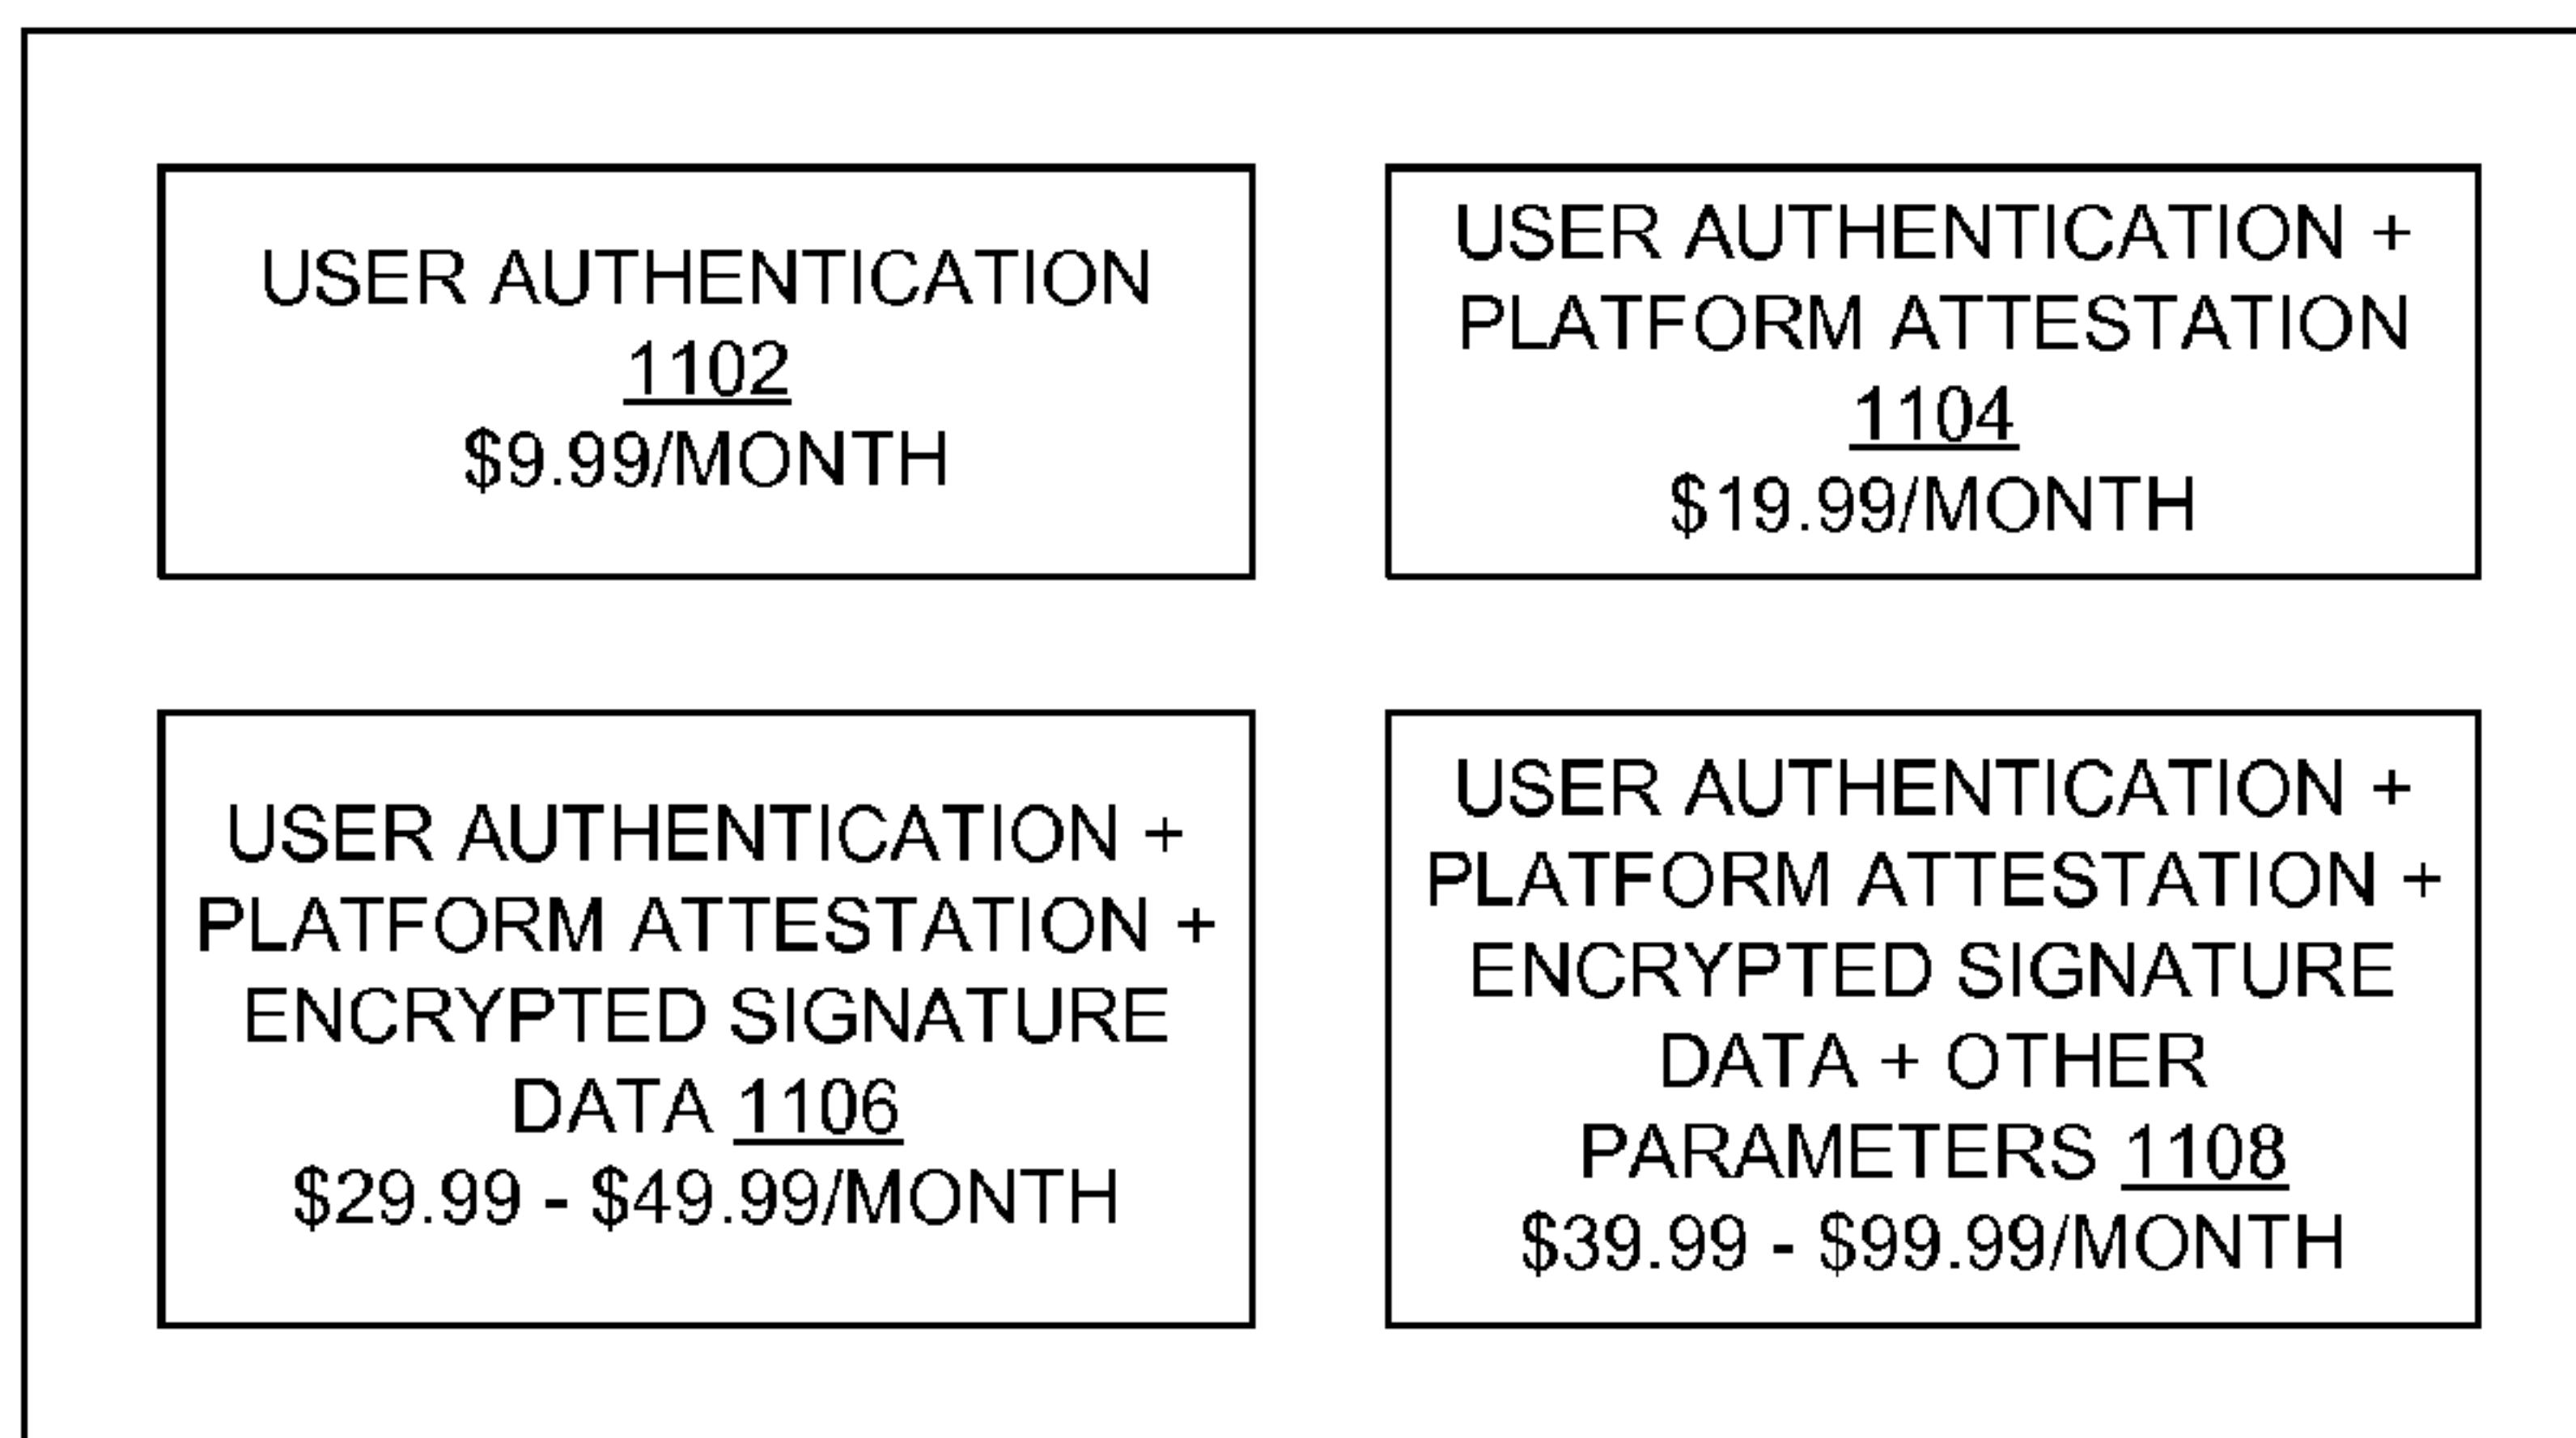 USER AUTHENTICATION
1102
$9.99/MONTH
USER AUTHENTICATION +
PLATFORM ATTESTATION
1104
$19.99/MONTH
USER AUTHENTICATION +
PLATFORM ATTESTATION +
ENCRYPTED SIGNATURE
DATA 1106
$29.99 - $49.99/MONTH
USER AUTHENTICATION +
PLATFORM ATTESTATION +
ENCRYPTED SIGNATURE
DATA + OTHER
PARAMETERS 1108
$39.99 - $99.99/MONTH